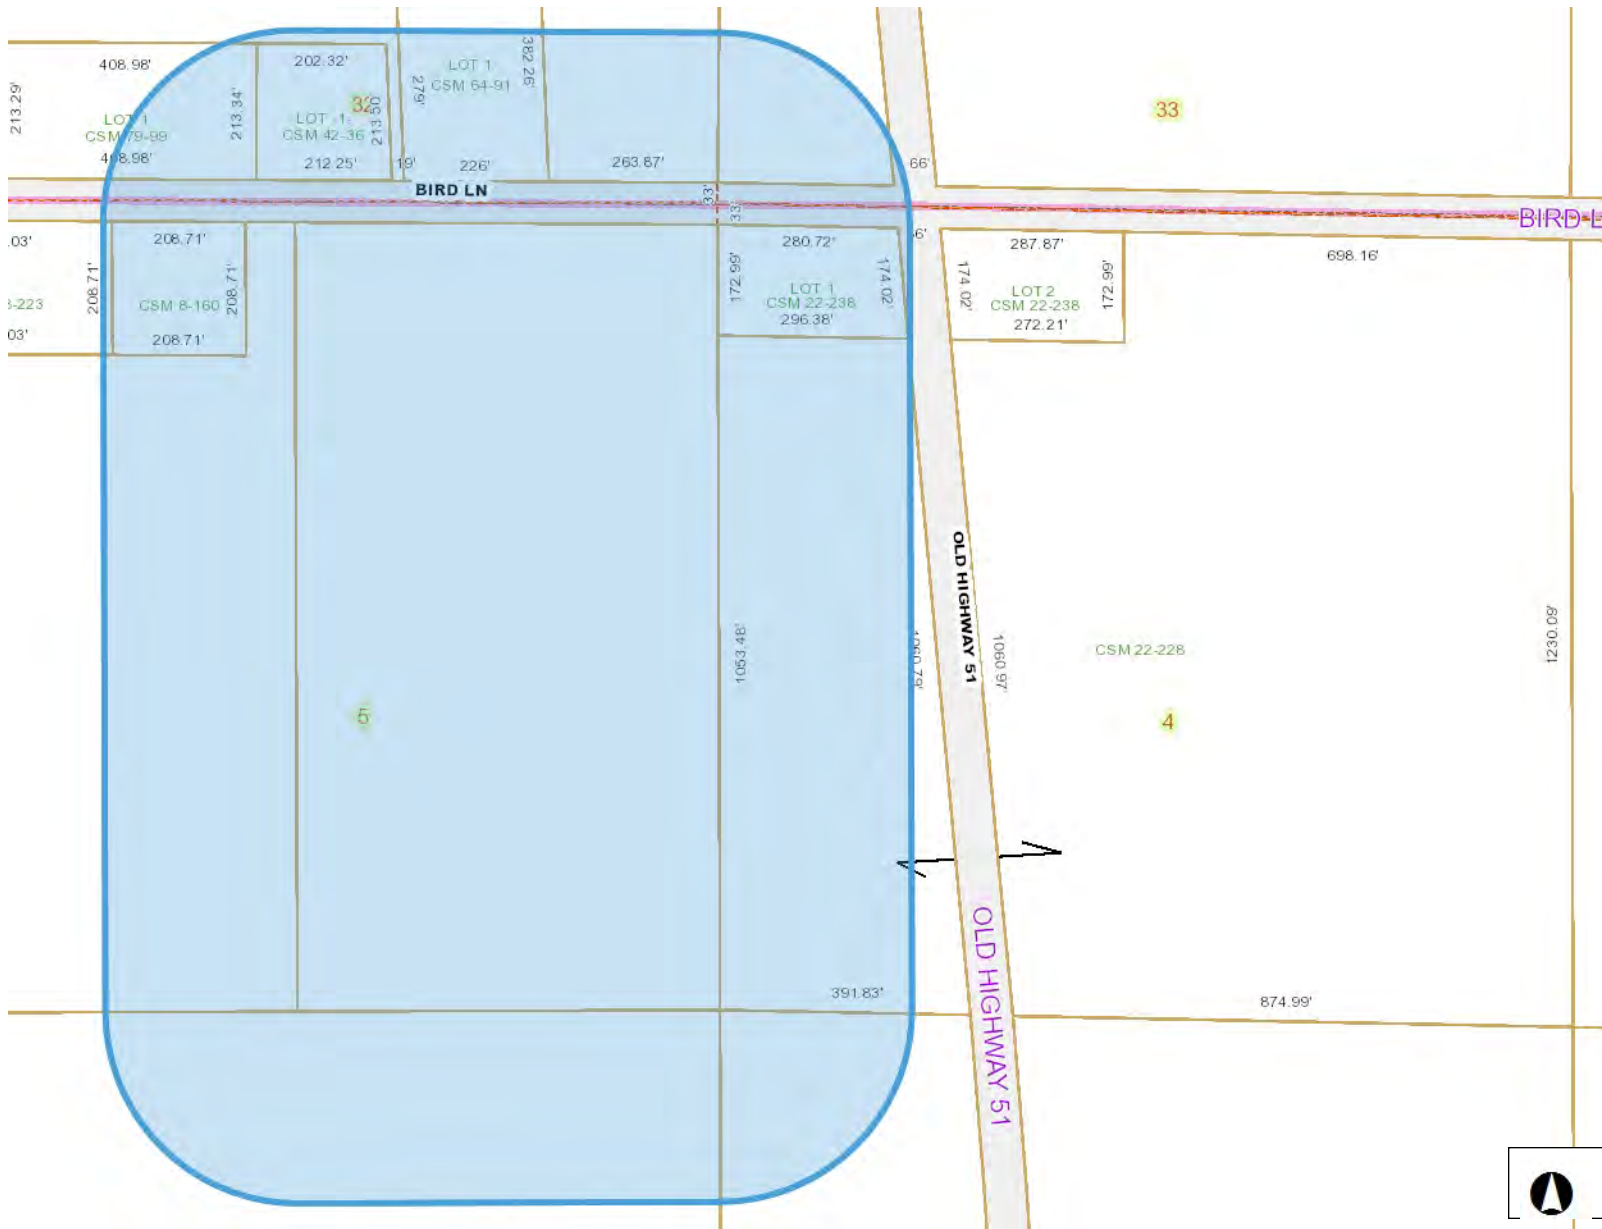 408.98'
202.32'
LOT 1
CSM 64-91
382.26'
279'
213.29'
213.34'
32
213.50
33
LOT 1
CSM 79-99
408.98'
LOT 1
CSM 42-36
212.25'
19'
226'
263.87'
66'
BIRD LN
33'
33'
BIRD L
.03'
208.71'
280.72'
287.87'
698.16'
208.71'
208.71'
172.99'
174.02'
174.02'
172.99'
-223
CSM 8-160
LOT 1
CSM 22-238
296.38'
LOT 2
CSM 22-238
272.21'
03'
208.71'
OLD HIGHWAY 51
1053.48'
1060.79'
1060.97'
CSM 22-228
1230.09'
5
4
OLD HIGHWAY 51
391.83'
874.99'